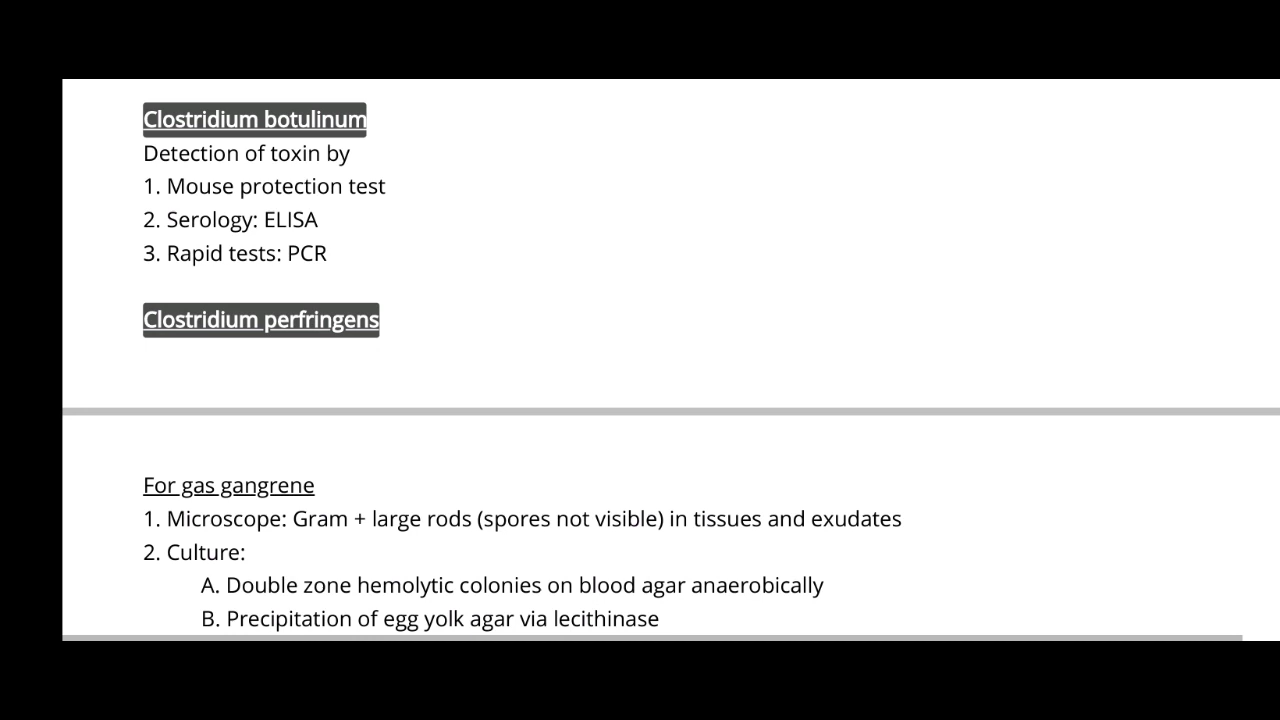 Clostridium botulinum
Detection of toxin by
1. Mouse protection test
2. Serology: ELISA
3. Rapid tests: PCR
Clostridium perfringens
For gas gangrene
1. Microscope: Gram + large rods (spores not visible) in tissues and exudates
2. Culture:
A. Double zone hemolytic colonies on blood agar anaerobically
B. Precipitation of egg yolk agar via lecithinase